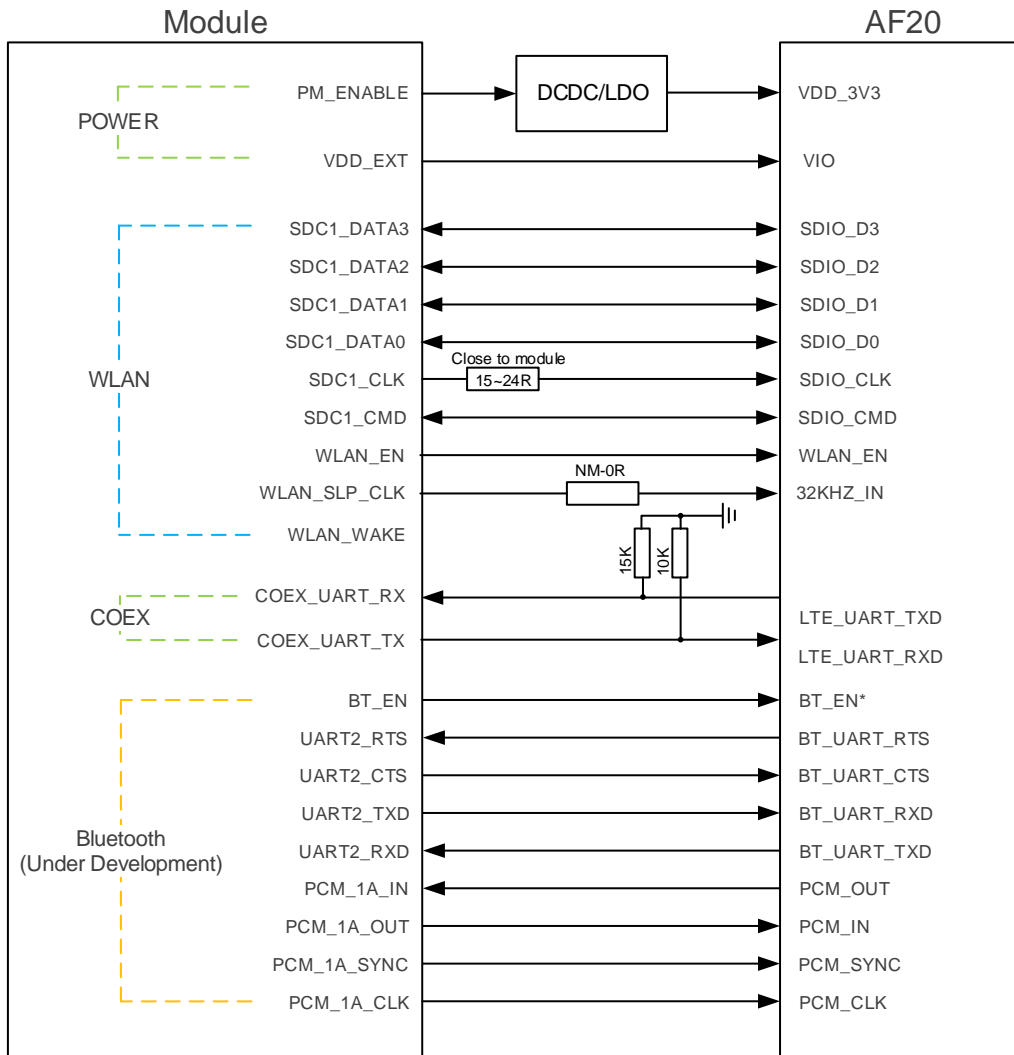 Module AF20
PM_ENABLE DCDC/LDO VDD_3V3
POWER
VDD_EXT VIO
SDC1_DATA3 SDIO_D3
SDC1_DATA2 SDIO_D2
SDC1_DATA1 SDIO_D1
SDC1_DATA0 SDIO_D0
Close to module
WLAN
SDC1_CLK 15~24R SDIO_CLK
SDC1_CMD SDIO_CMD
WLAN_EN WLAN_EN
NM-0R
WLAN_SLP_CLK 32KHZ_IN
WLAN_WAKE
15K 10K
COEX_UART_RX
COEX
LTE_UART_TXD
COEX_UART_TX
LTE_UART_RXD
BT_EN BT_EN*
UART2_RTS BT_UART_RTS
UART2_CTS BT_UART_CTS
UART2_TXD BT_UART_RXD
Bluetooth
(Under Development)
UART2_RXD BT_UART_TXD
PCM_1A_IN PCM_OUT
PCM_1A_OUT PCM_IN
PCM_1A_SYNC PCM_SYNC
PCM_1A_CLK PCM_CLK